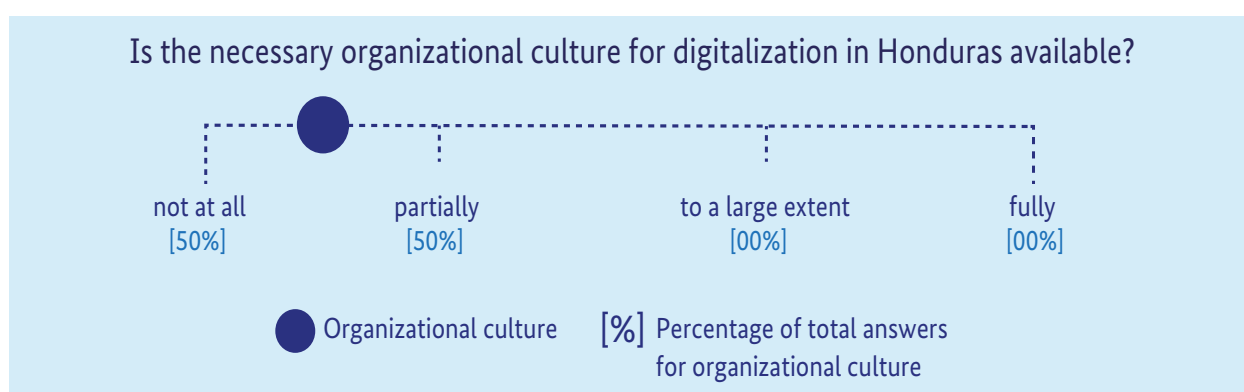 Is the necessary organizational culture for digitalization in Honduras available?
not at all partially to a large extent fully
[50%] [50%] [00%] [00%]
Organizational culture [%] Percentage of total answers
for organizational culture